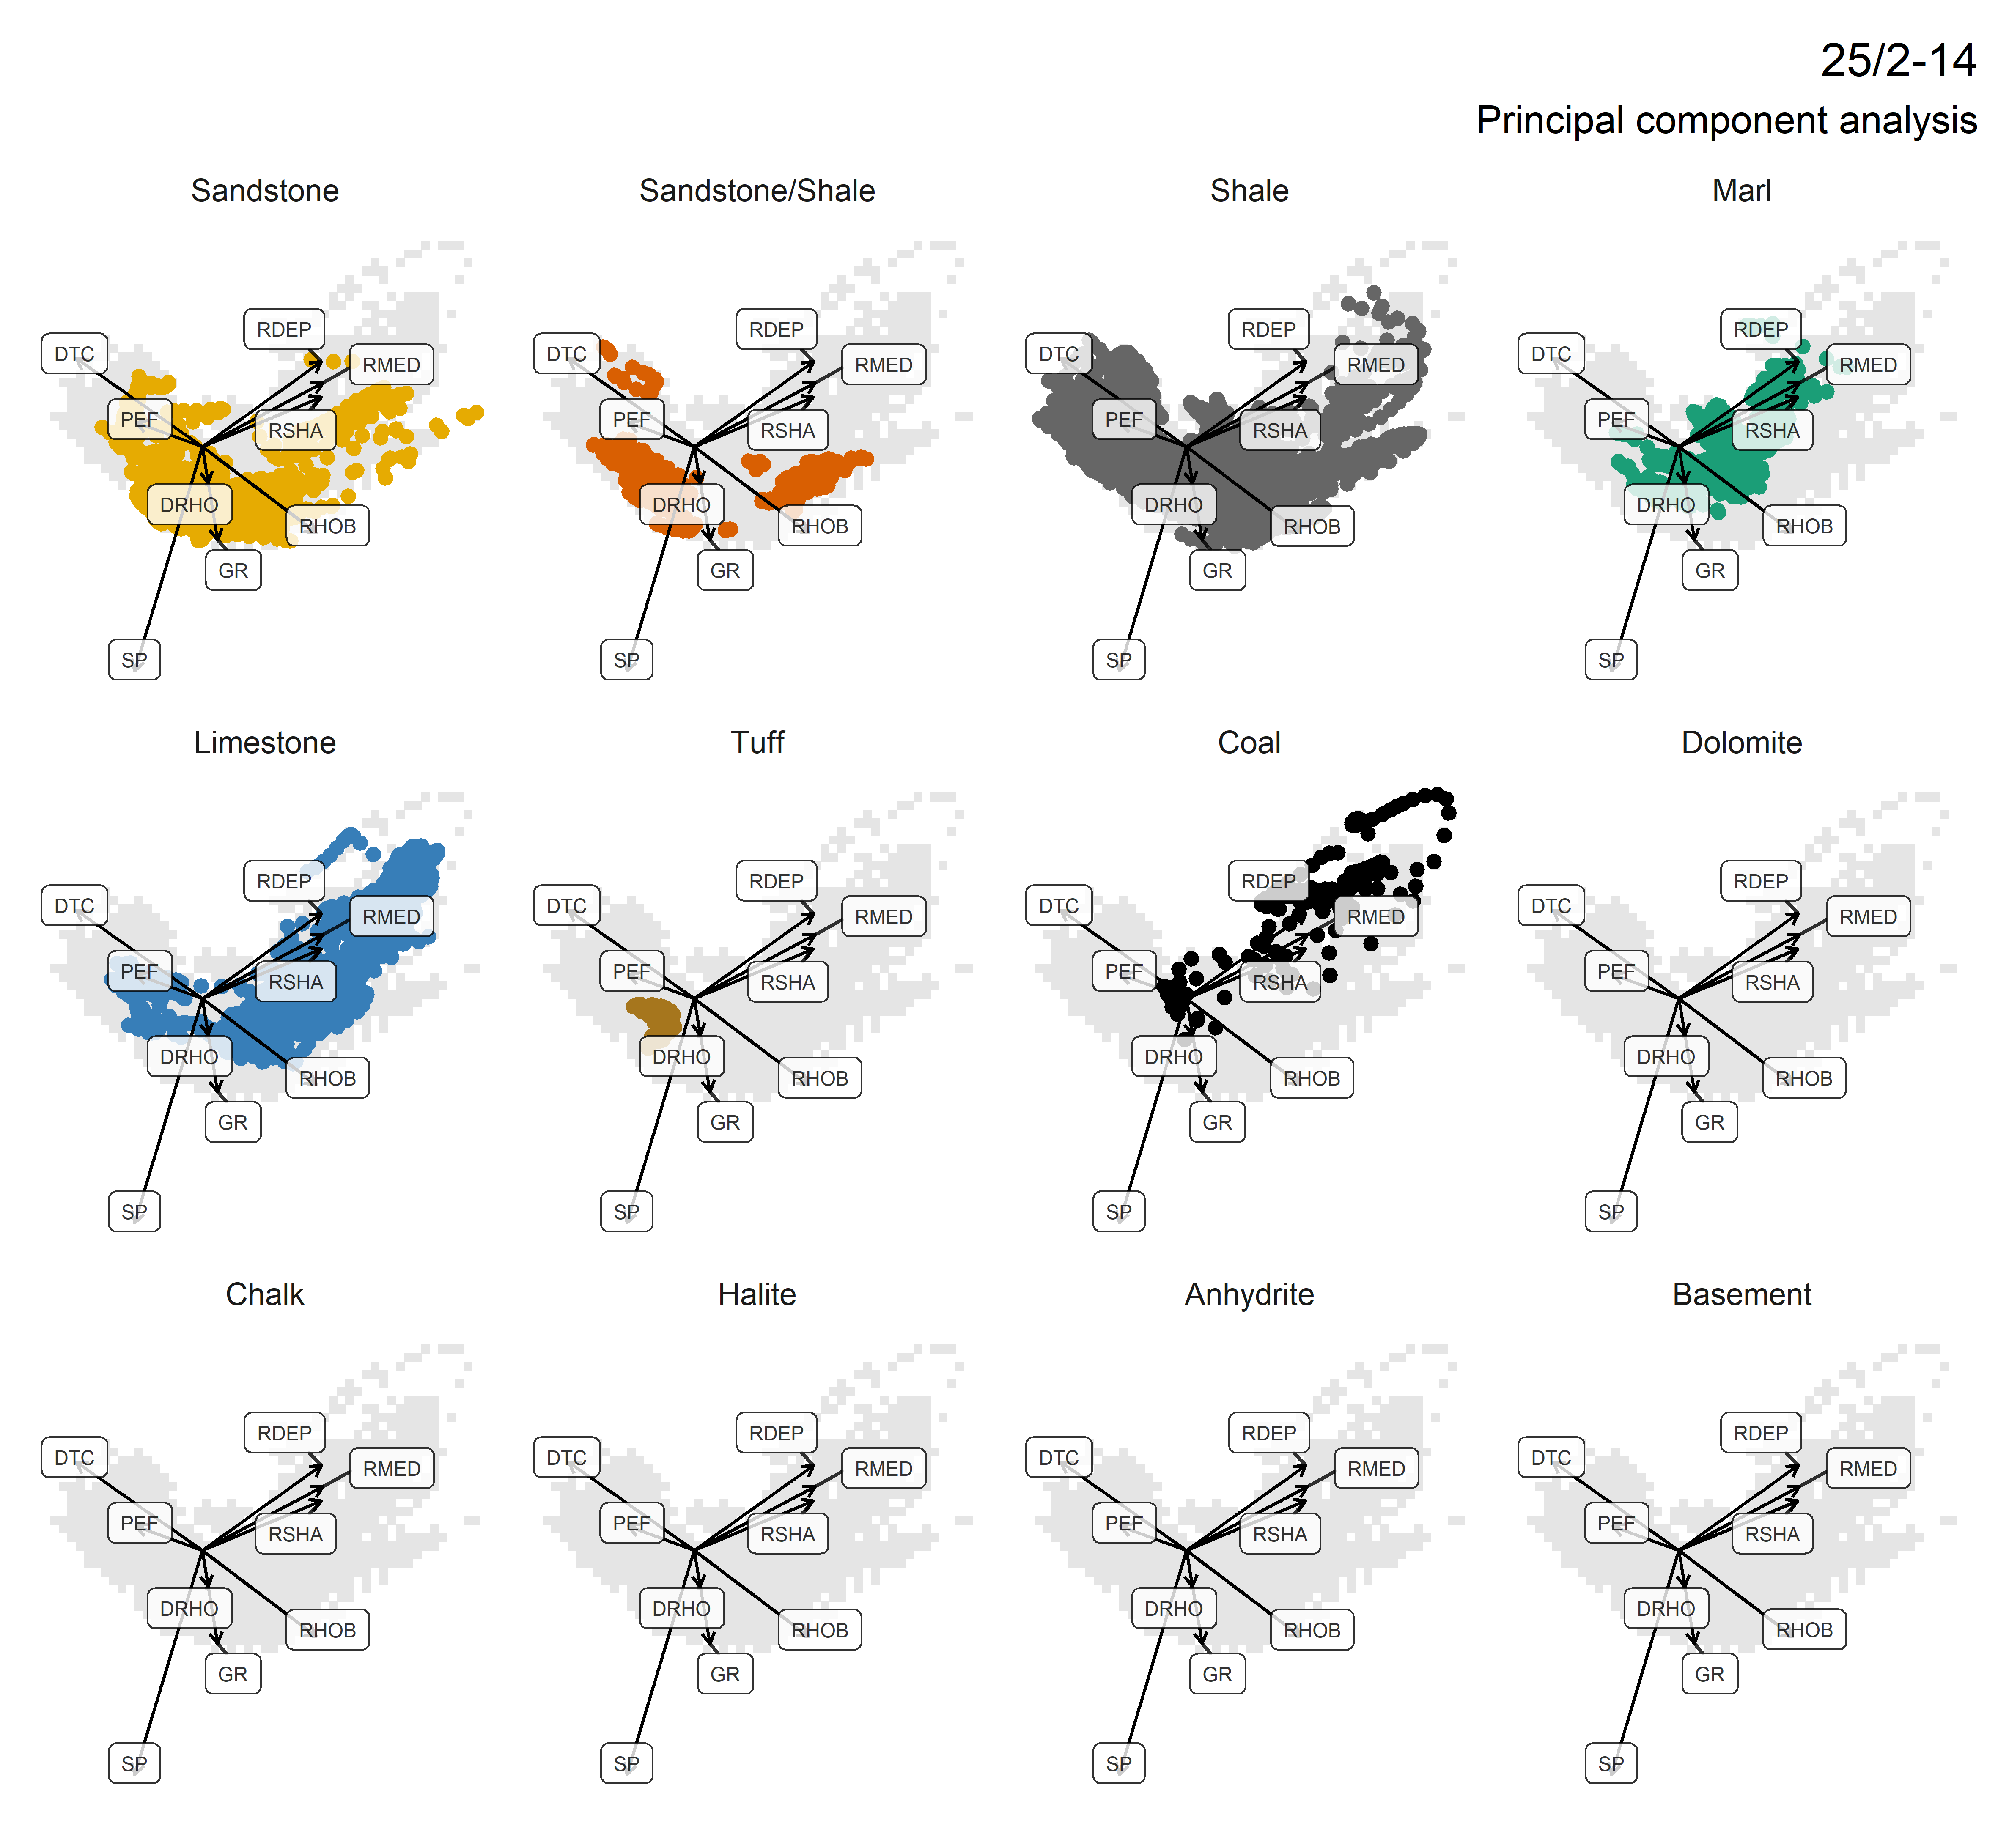 25/2-14
Principal component analysis
Sandstone
DTC
PEF
RDEP
RMED
RSHA
DRHO
RHOB
GR
SP
Sandstone/Shale
DTC
PEF
RDEP
RMED
RSHA
DRHO
RHOB
GR
SP
Shale
DTC
PEF
RDEP
RMED
RSHA
DRHO
RHOB
GR
SP
Marl
DTC
PEF
RDEP
RMED
RSHA
DRHO
RHOB
GR
SP
Limestone
DTC
PEF
RDEP
RMED
RSHA
DRHO
RHOB
GR
SP
Tuff
DTC
PEF
RDEP
RMED
RSHA
DRHO
RHOB
GR
SP
Coal
DTC
PEF
RDEP
RMED
RSHA
DRHO
RHOB
GR
SP
Dolomite
DTC
PEF
RDEP
RMED
RSHA
DRHO
RHOB
GR
SP
Chalk
DTC
PEF
RDEP
RMED
RSHA
DRHO
RHOB
GR
SP
Halite
DTC
PEF
RDEP
RMED
RSHA
DRHO
RHOB
GR
SP
Anhydrite
DTC
PEF
RDEP
RMED
RSHA
DRHO
RHOB
GR
SP
Basement
DTC
PEF
RDEP
RMED
RSHA
DRHO
RHOB
GR
SP